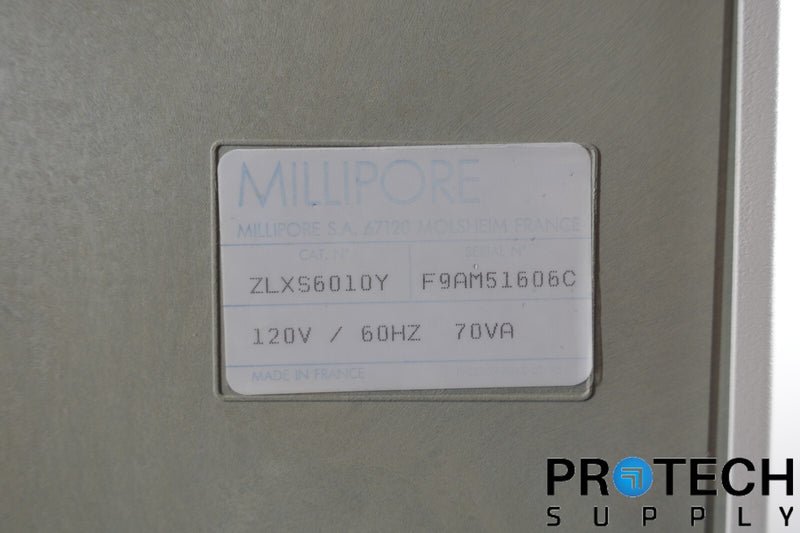 MILLIPORE
MILLIPORE S.A. 67120 MOLSHEIM FRANCE
CAT. N° SERIAL N°
ZLXS6010Y F9AM51606C
120V / 60HZ 70VA
MADE IN FRANCE
PROTECH
SUPPLY